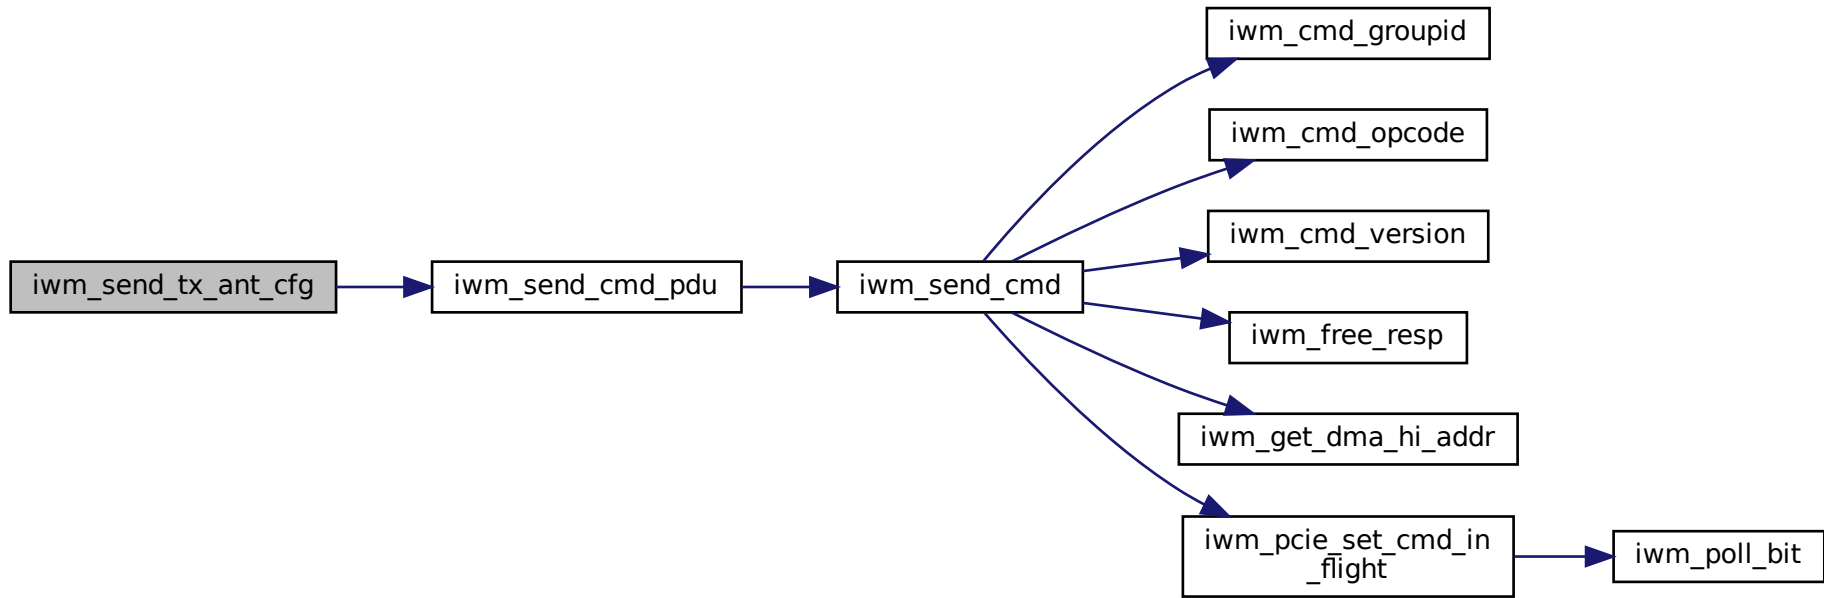 iwm_send_tx_ant_cfg
iwm_send_cmd_pdu
iwm_send_cmd
iwm_cmd_groupid
iwm_cmd_opcode
iwm_cmd_version
iwm_free_resp
iwm_get_dma_hi_addr
iwm_pcie_set_cmd_in
_flight
iwm_poll_bit